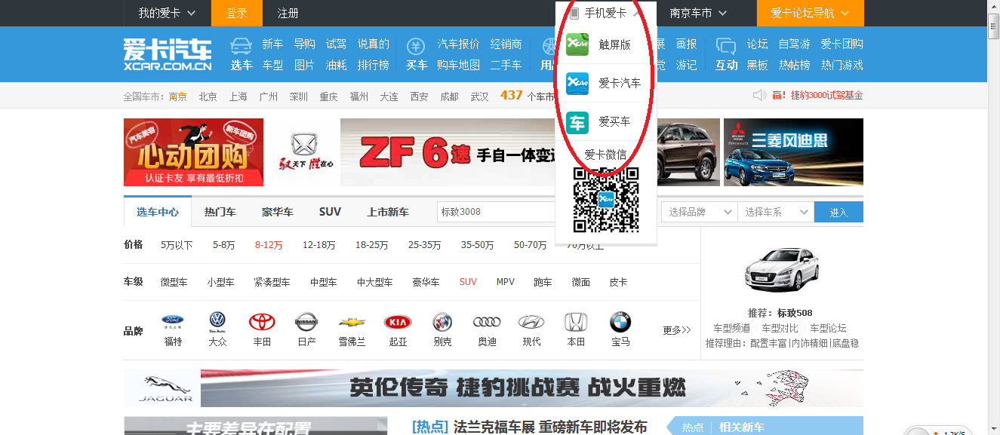 我的爱卡 登录 注册 手机爱卡 南京车市 爱卡论坛导航
爱卡汽车 XCAR.COM.CN
新车 导购 试驾 说真的 汽车报价 经销商 画报 论坛 自驾游 爱卡团购
选车 车型 图片 油耗 排行榜 买车 购车地图 二手车 游记 互动 黑板 热帖榜 热门游戏
触屏版
爱卡汽车
爱买车
爱卡微信
全国车市: 南京 北京 上海 广州 深圳 重庆 福州 大连 西安 成都 武汉 437 个车市
赢!捷豹3000试驾基金
汽车美容 新车团购
心动团购
认证卡友 享有最低折扣
驭天下 胜在心
ZF 6速 手自一体变速
三菱风迪思
选车中心 热门车 豪华车 SUV 上市新车 标致3008 选择品牌 选择车系 进入
价格 5万以下 5-8万 8-12万 12-18万 18-25万 25-35万 35-50万 50-70万 70万以上
车级 微型车 小型车 紧凑型车 中型车 中大型车 豪华车 SUV MPV 跑车 微面 皮卡
品牌 福特 大众 丰田 日产 雪佛兰 起亚 别克 奥迪 现代 本田 宝马 更多>>
推荐:标致508
车型频道 车型对比 车型论坛
推荐理由:配置丰富|内饰精细|底盘稳
JAGUAR
英伦传奇 捷豹挑战赛 战火重燃
主要差异在配置
[热点] 法兰克福车展 重磅新车即将发布
热点 相关新车